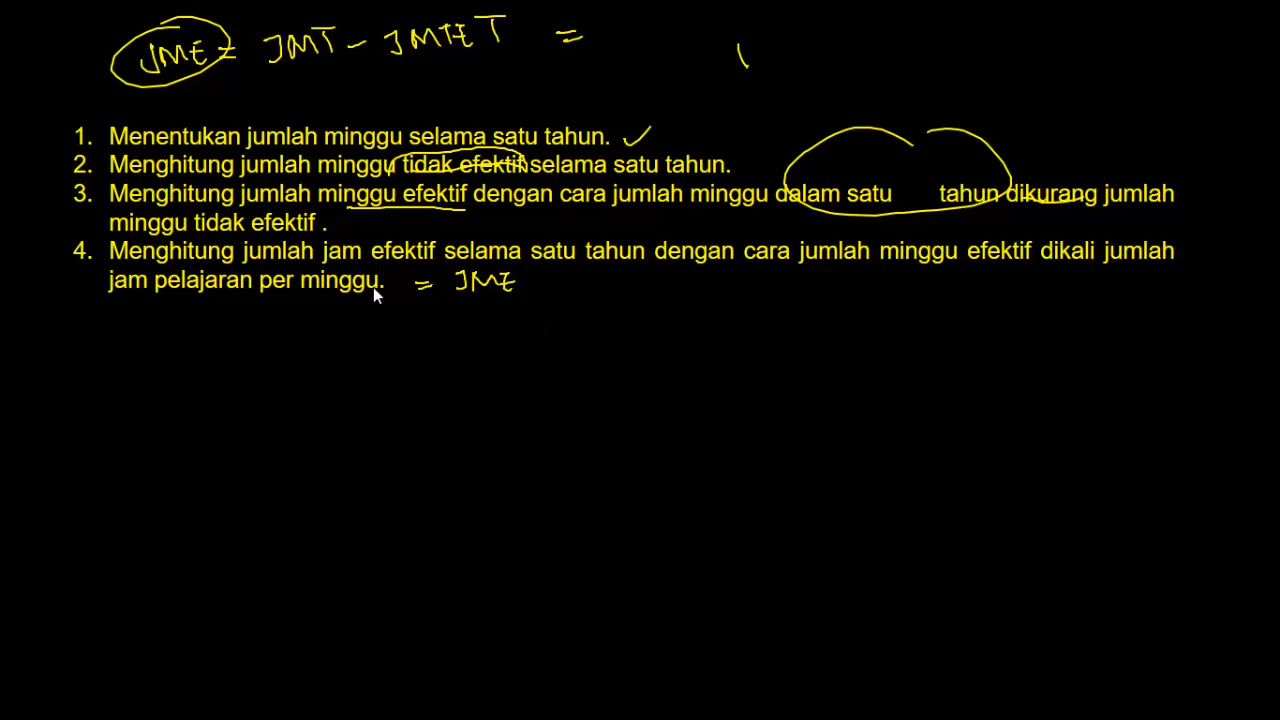 JME = JMT - JMTET =
1. Menentukan jumlah minggu selama satu tahun.
2. Menghitung jumlah minggu tidak efektif selama satu tahun.
3. Menghitung jumlah minggu efektif dengan cara jumlah minggu dalam satu tahun dikurang jumlah
minggu tidak efektif .
4. Menghitung jumlah jam efektif selama satu tahun dengan cara jumlah minggu efektif dikali jumlah
jam pelajaran per minggu. = JME